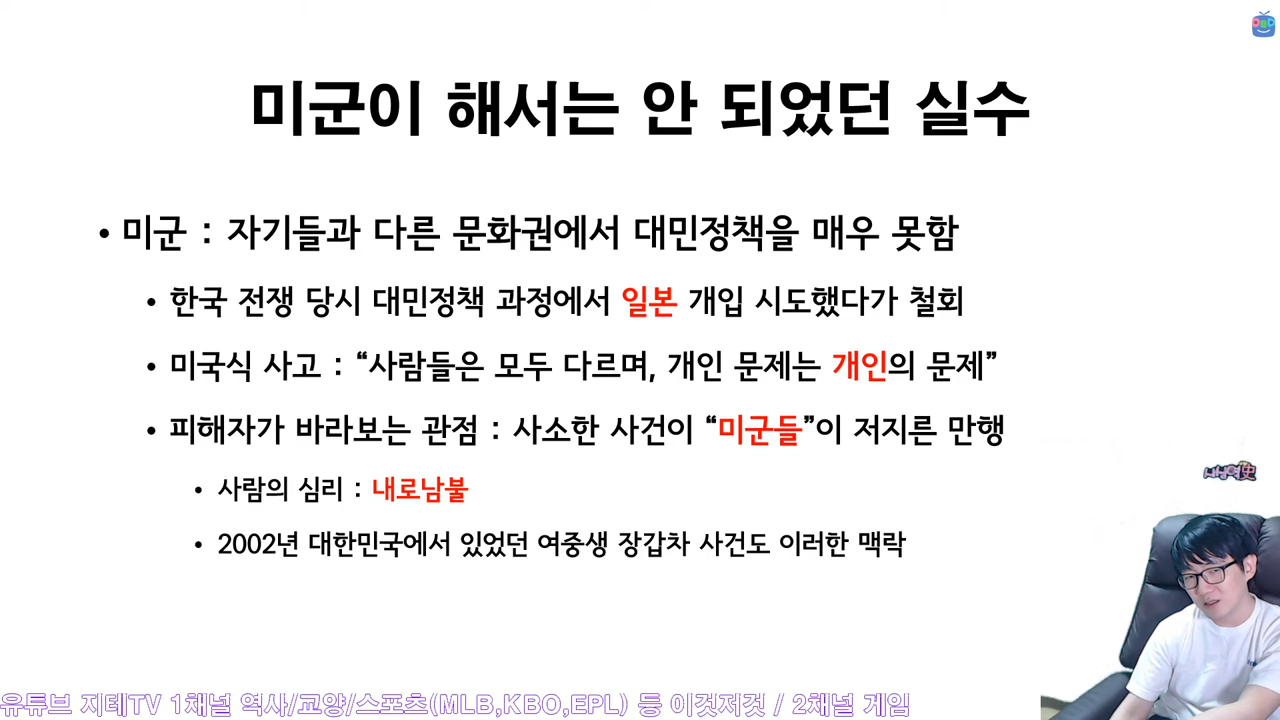 미군이 해서는 안 되었던 실수
• 미군 : 자기들과 다른 문화권에서 대민정책을 매우 못함
• 한국 전쟁 당시 대민정책 과정에서 일본 개입 시도했다가 철회
• 미국식 사고 : “사람들은 모두 다르며, 개인 문제는 개인의 문제”
• 피해자가 바라보는 관점 : 사소한 사건이 “미군들”이 저지른 만행
• 사람의 심리 : 내로남불
• 2002년 대한민국에서 있었던 여중생 장갑차 사건도 이러한 맥락
유튜브 지테TV 1채널 역사/교양/스포츠(MLB,KBO,EPL) 등 이것저것 / 2채널 게임